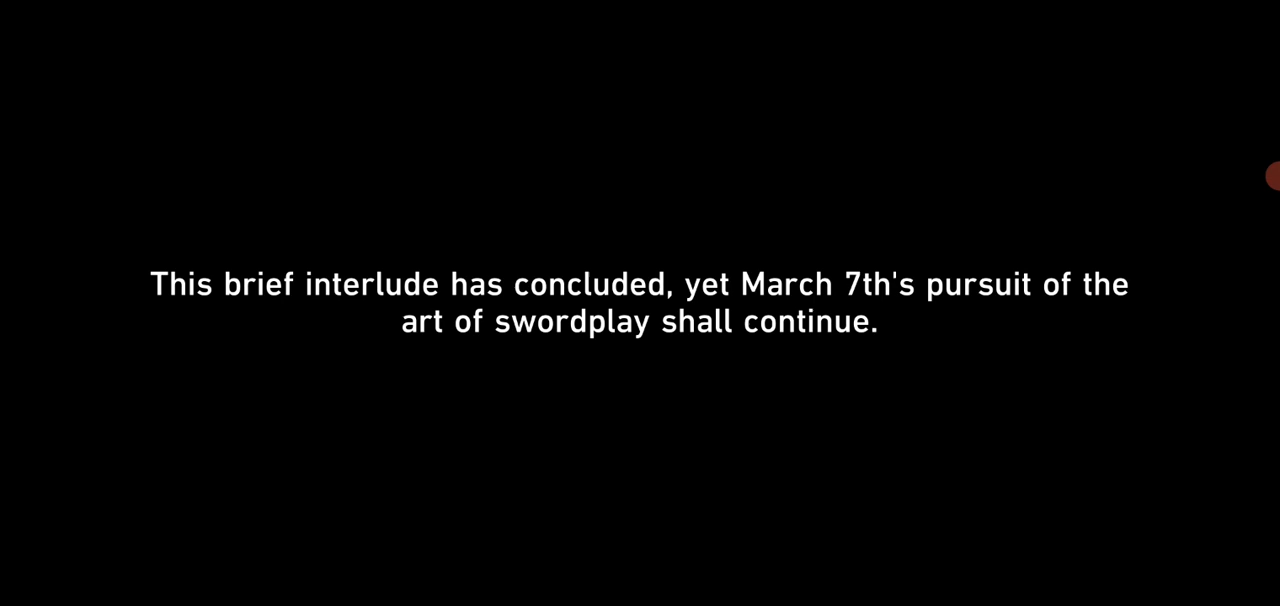 This brief interlude has concluded, yet March 7th's pursuit of the
art of swordplay shall continue.